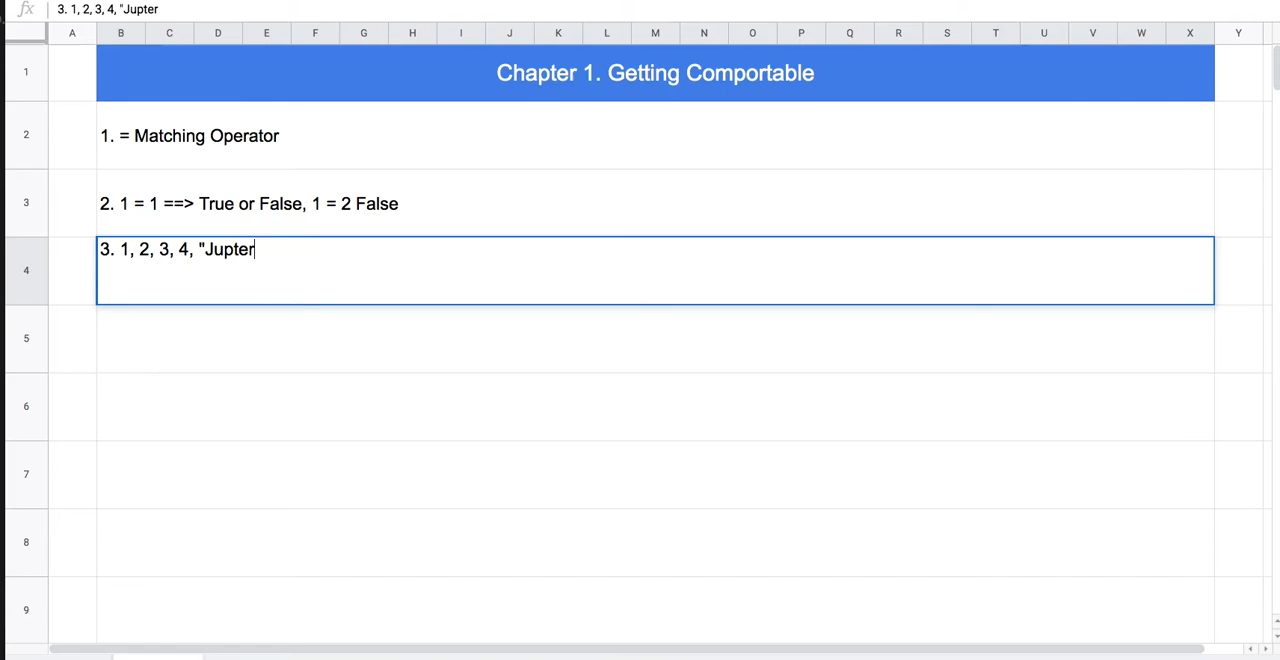 fx 3. 1, 2, 3, 4, "Jupter
A B C D E F G H I J K L M N O P Q R S T U V W X Y
1 Chapter 1. Getting Comportable
2 1. = Matching Operator
3 2. 1 = 1 ==> True or False, 1 = 2 False
4 3. 1, 2, 3, 4, "Jupter
5
6
7
8
9